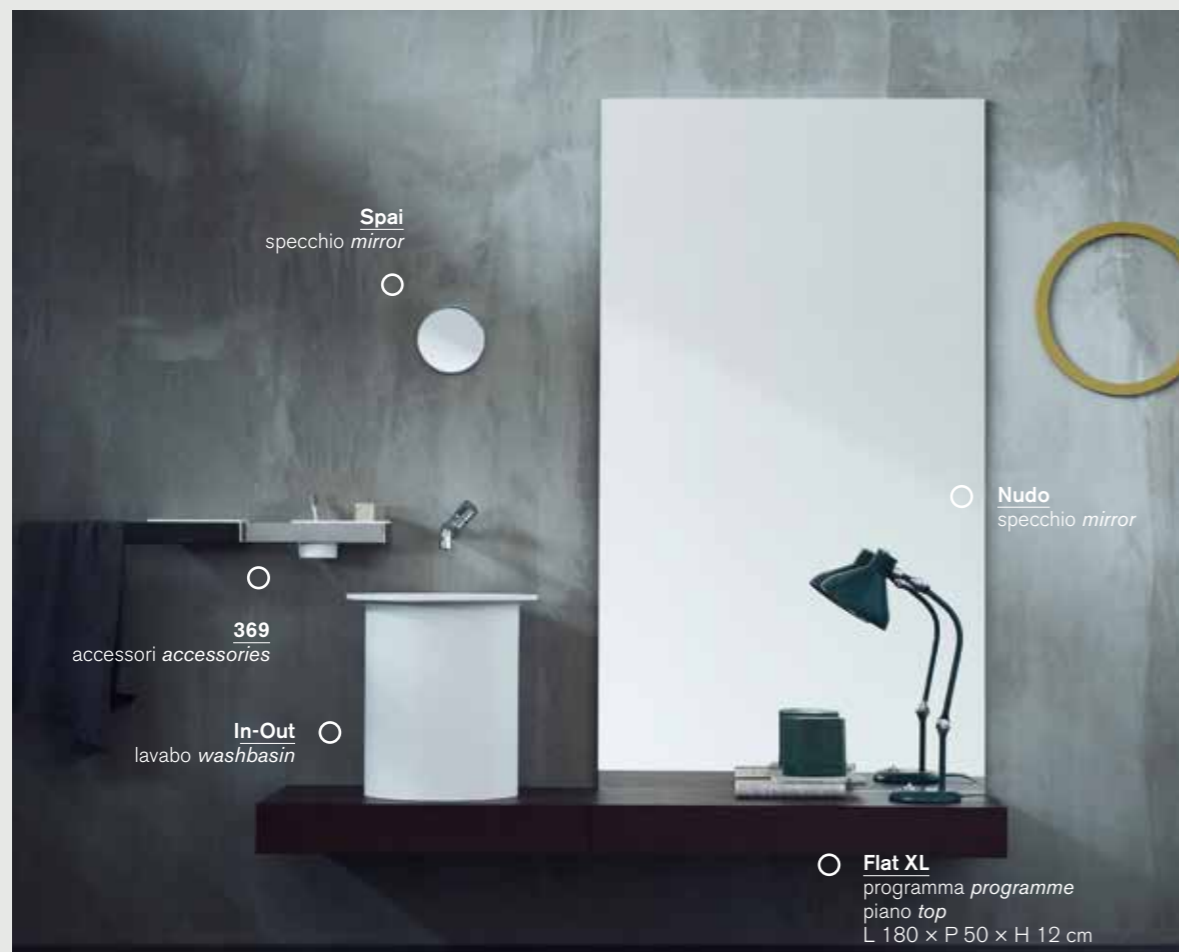 Spai
specchio mirror
Nudo
specchio mirror
369
accessori accessories
In-Out
lavabo washbasin
Flat XL
programma programme
piano top
L 180 × P 50 × H 12 cm